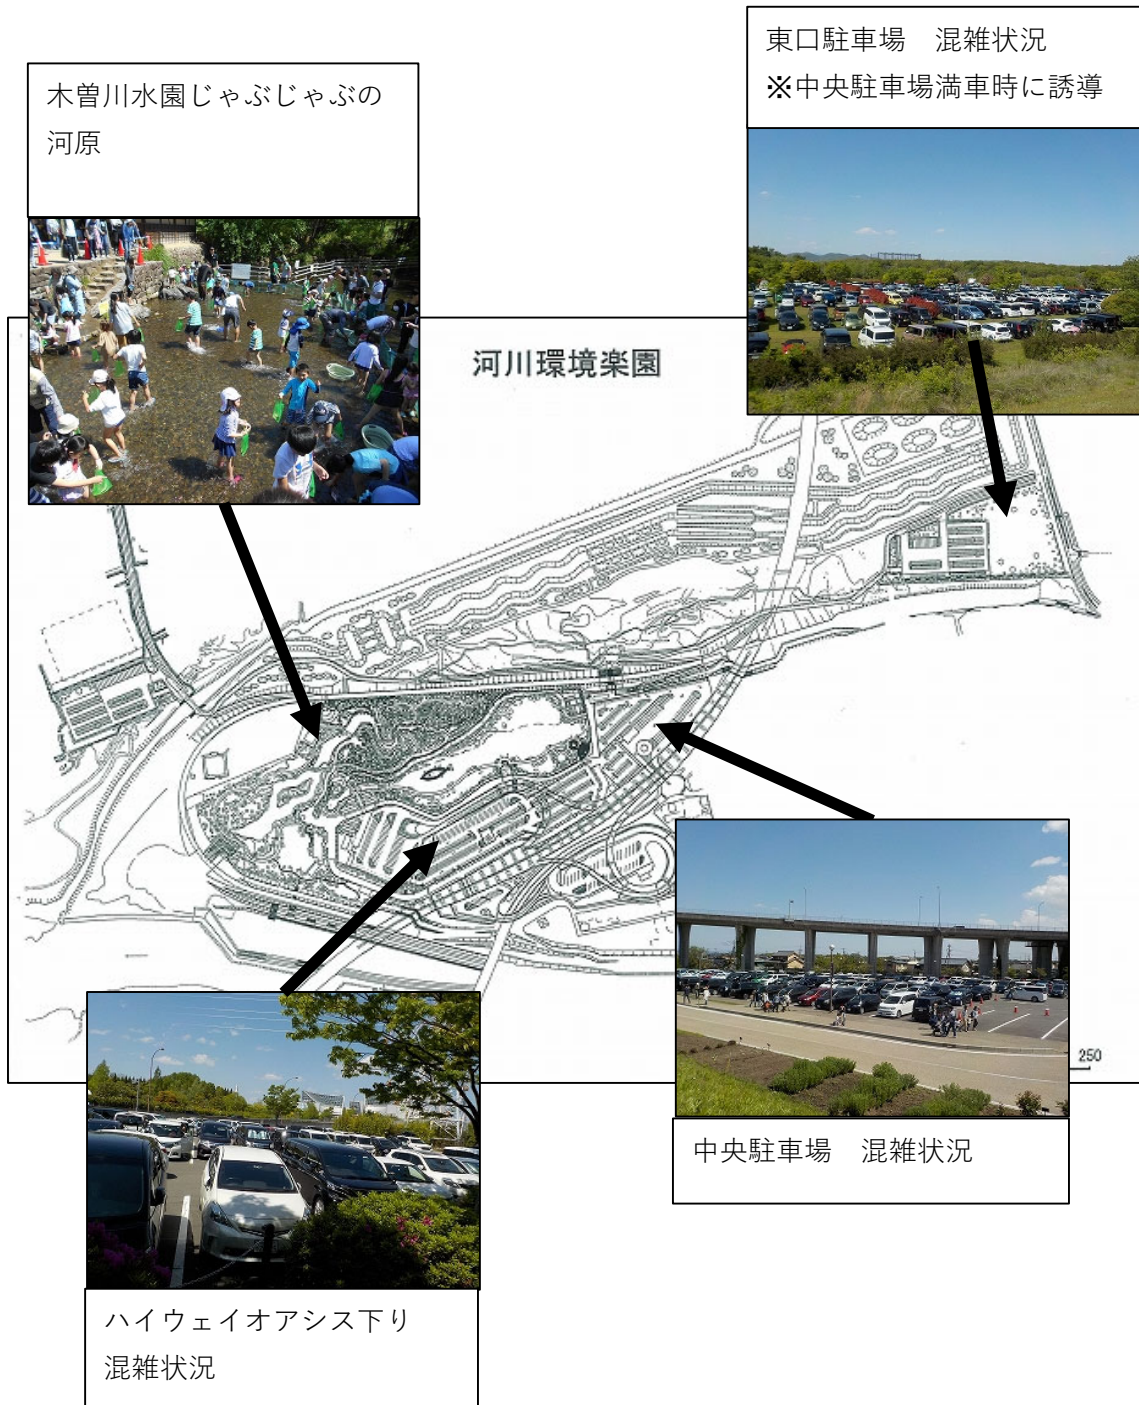 東口駐車場　混雑状況
※中央駐車場満車時に誘導
木曽川水園じゃぶじゃぶの
河原
河川環境楽園
250
中央駐車場　混雑状況
ハイウェイオアシス下り
混雑状況